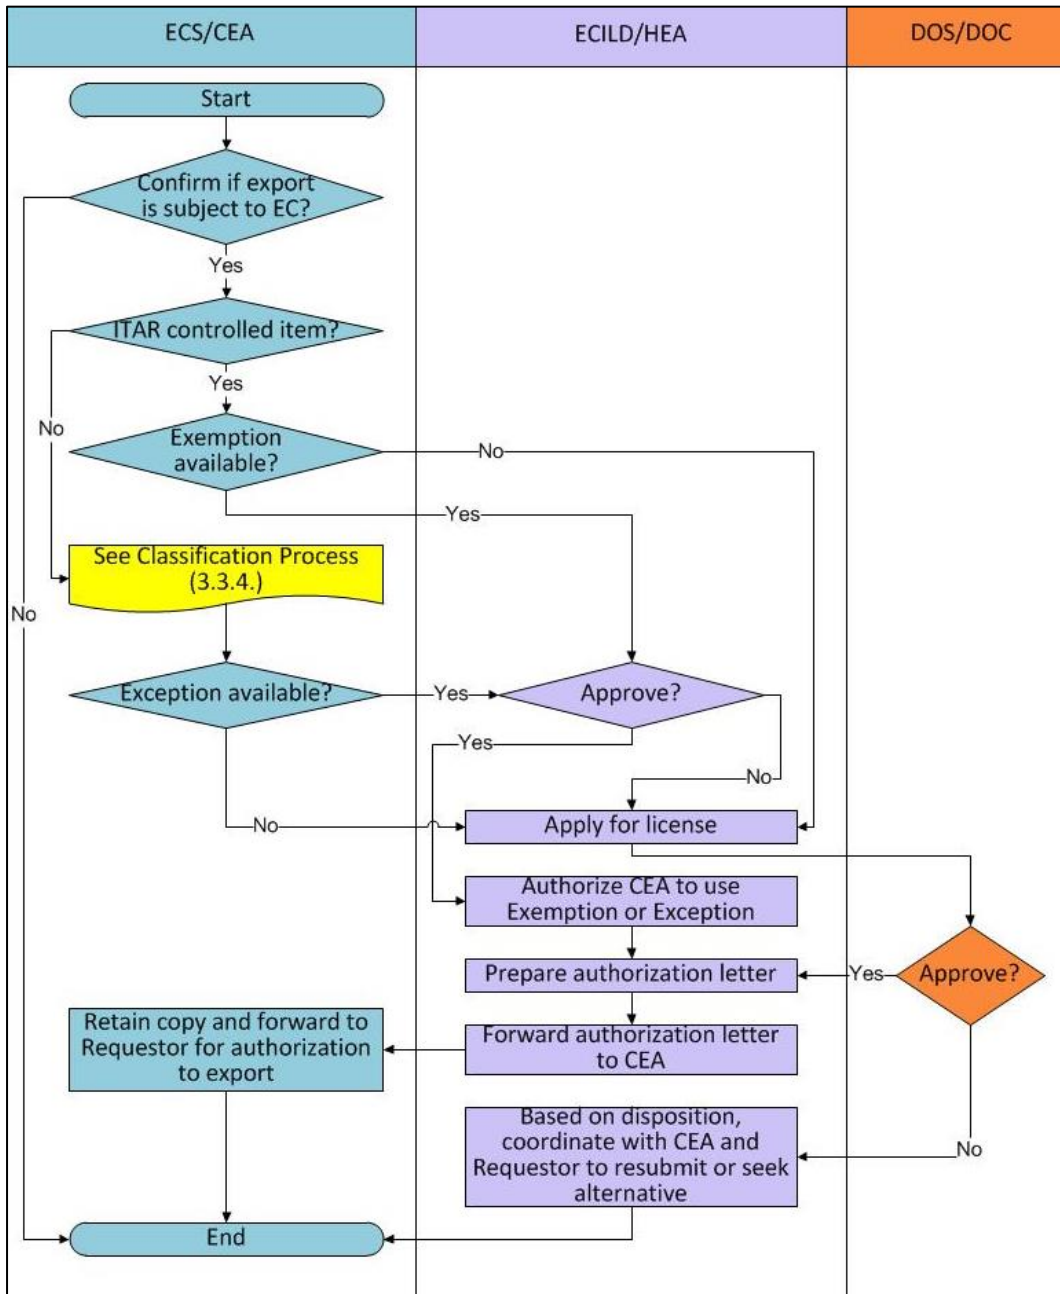 ECS/CEA
ECILD/HEA
DOS/DOC
Start
Confirm if export
is subject to EC?
Yes
ITAR controlled item?
Yes
No
Exemption
available?
No
Yes
See Classification Process
(3.3.4.)
No
Exception available?
Yes
Approve?
Yes
No
No
Apply for license
Authorize CEA to use
Exemption or Exception
Prepare authorization letter
Yes
Approve?
Retain copy and forward to
Requestor for authorization
to export
Forward authorization letter
to CEA
Based on disposition,
coordinate with CEA and
Requestor to resubmit or seek
alternative
No
End